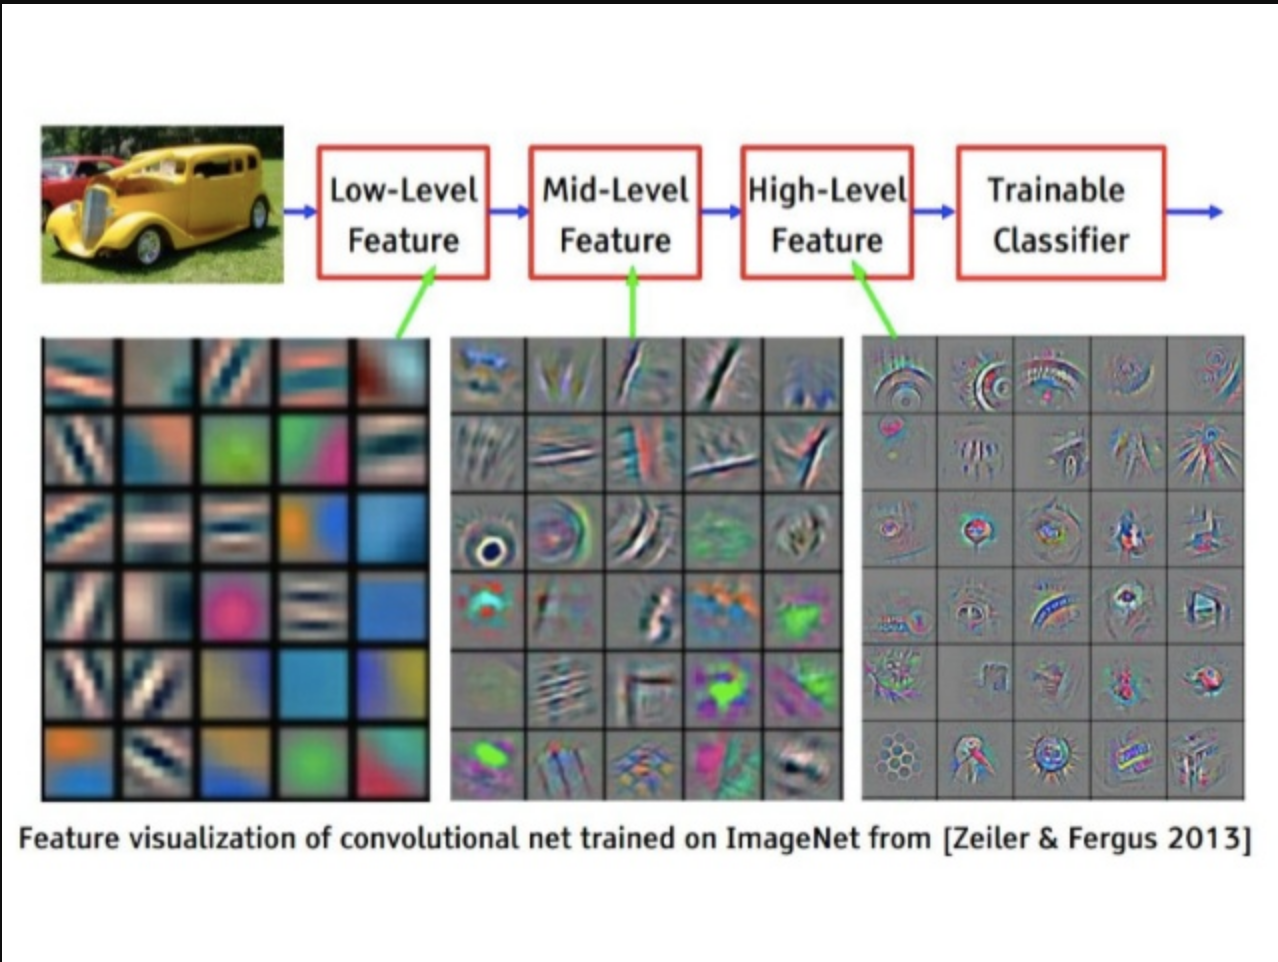 Low-Level
Feature
Mid-Level
Feature
High-Level
Feature
Trainable
Classifier
Feature visualization of convolutional net trained on ImageNet from [Zeiler & Fergus 2013]